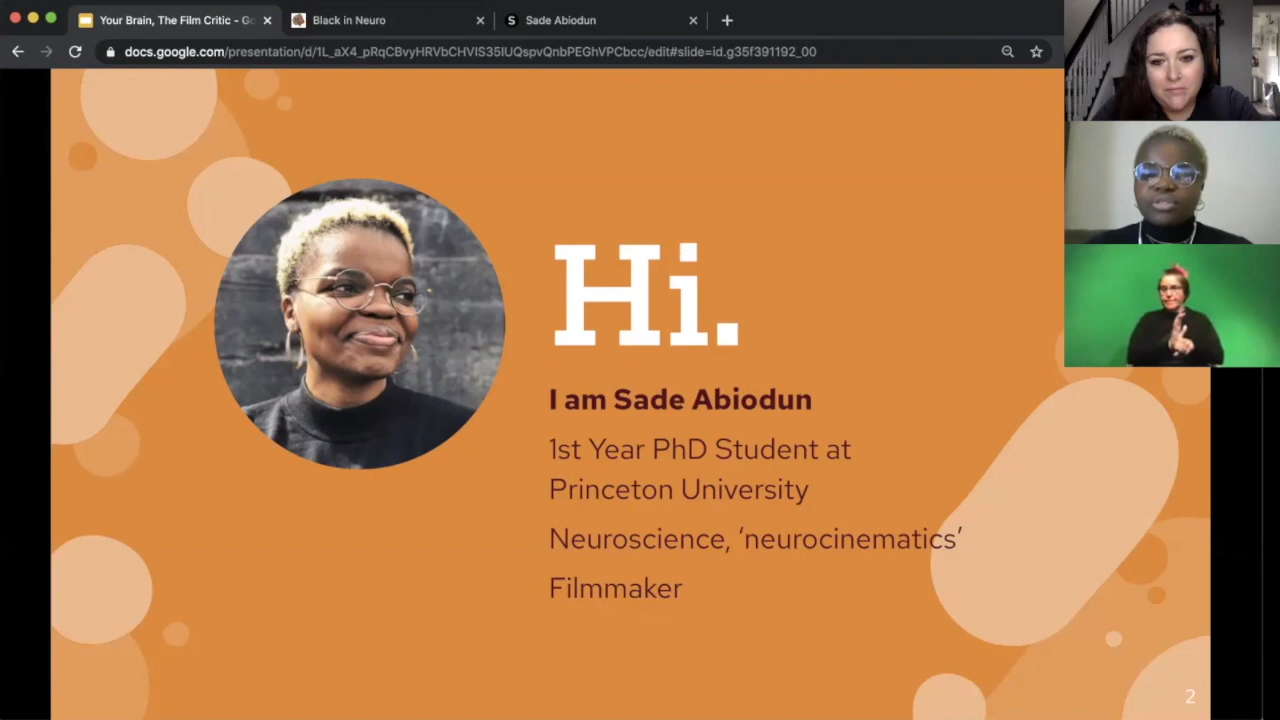 Your Brain, The Film Critic - Go
Black in Neuro
S
Sade Abiodun
docs.google.com/presentation/d/1L_aX4_pRqCBvyHRVbCHVIS35IUQspvQnbPEGhVPCbcc/edit#slide=id.g35f391192_00
Hi.
I am Sade Abiodun
1st Year PhD Student at
Princeton University
Neuroscience, ‘neurocinematics’
Filmmaker
2